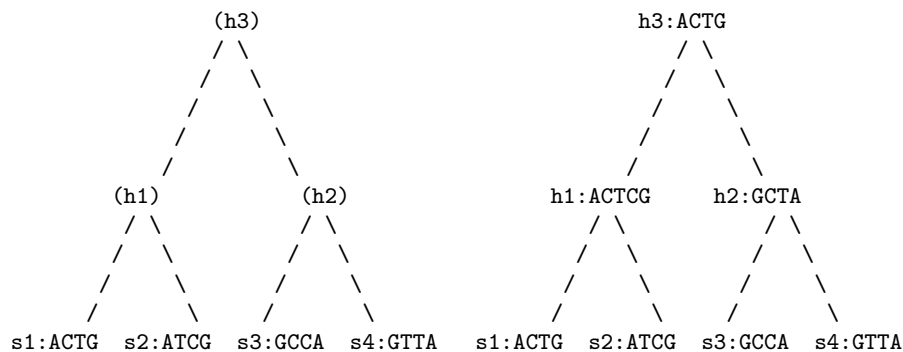 (h3) h3:ACTG
(h1) (h2) h1:ACTCG h2:GCTA
s1:ACTG s2:ATCG s3:GCCA s4:GTTA s1:ACTG s2:ATCG s3:GCCA s4:GTTA